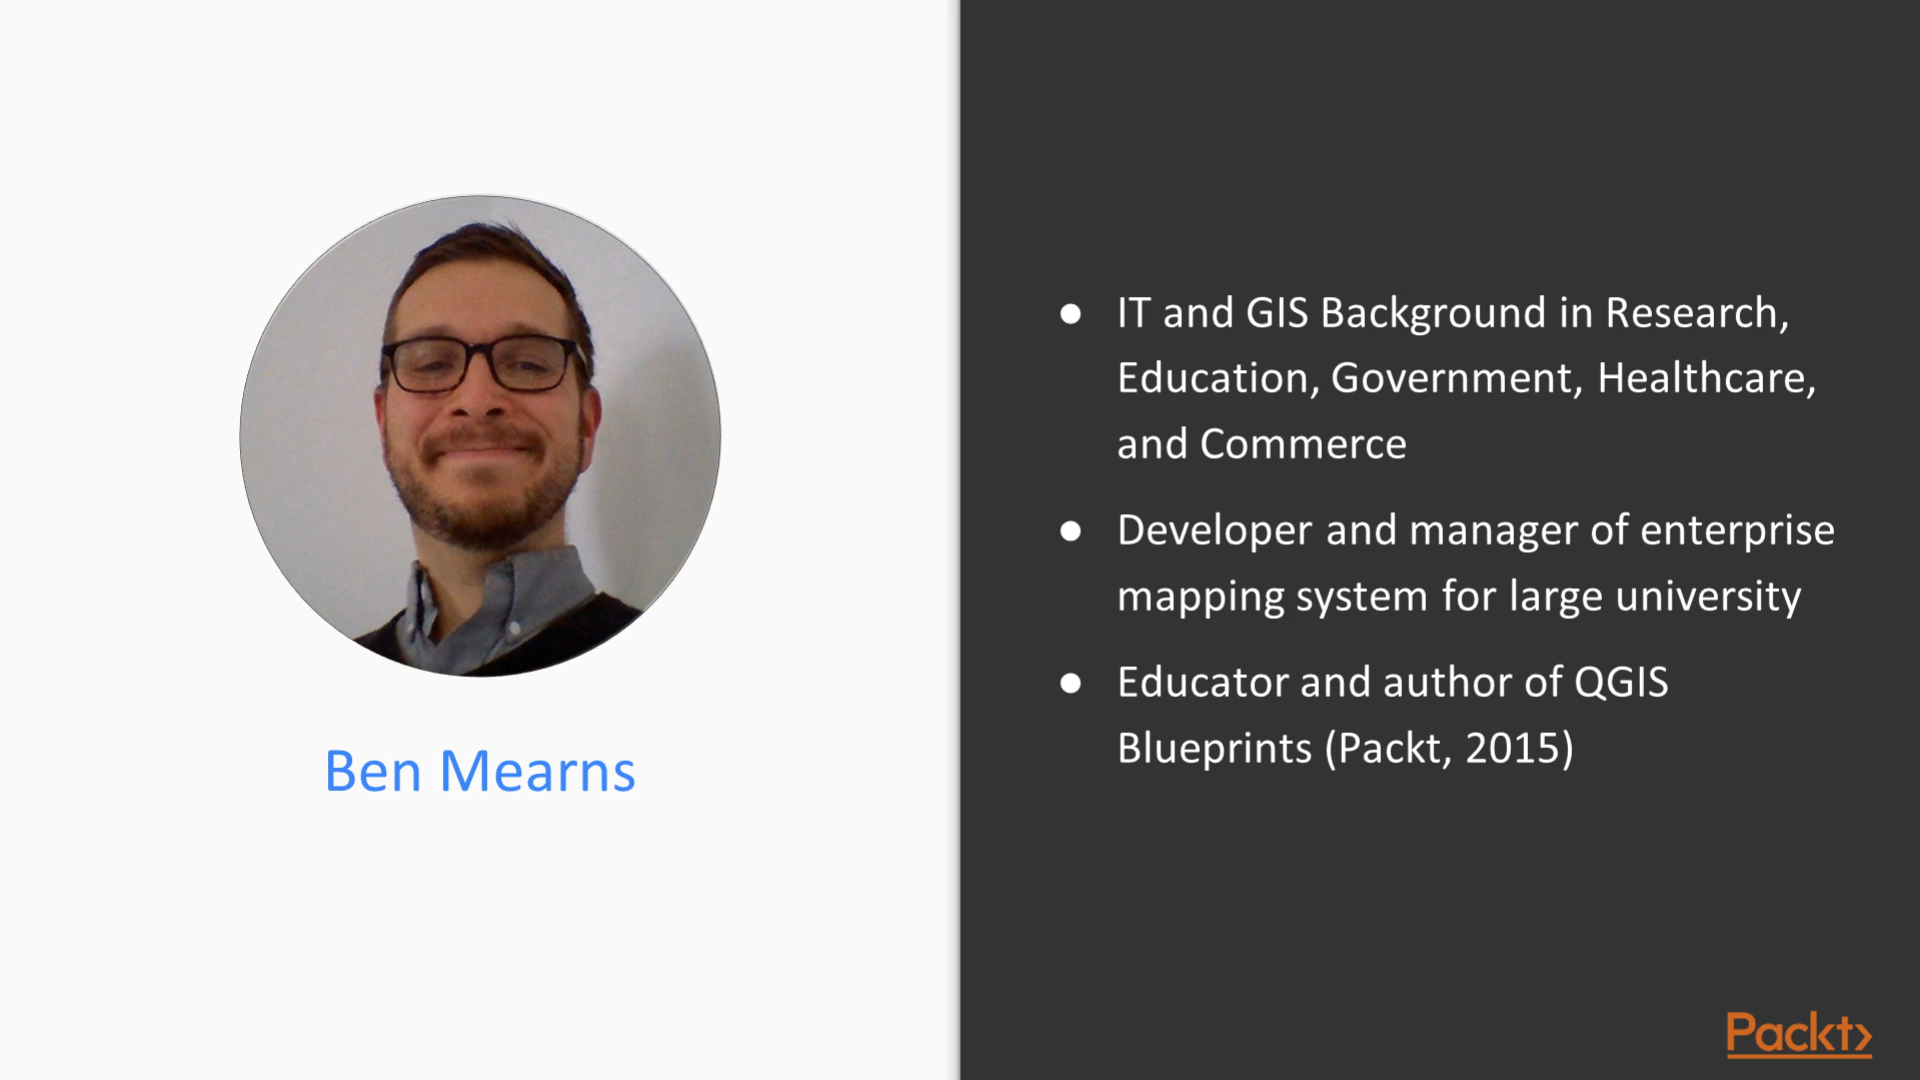 Ben Mearns
● IT and GIS Background in Research,
Education, Government, Healthcare,
and Commerce
● Developer and manager of enterprise
mapping system for large university
● Educator and author of QGIS
Blueprints (Packt, 2015)
Packt>